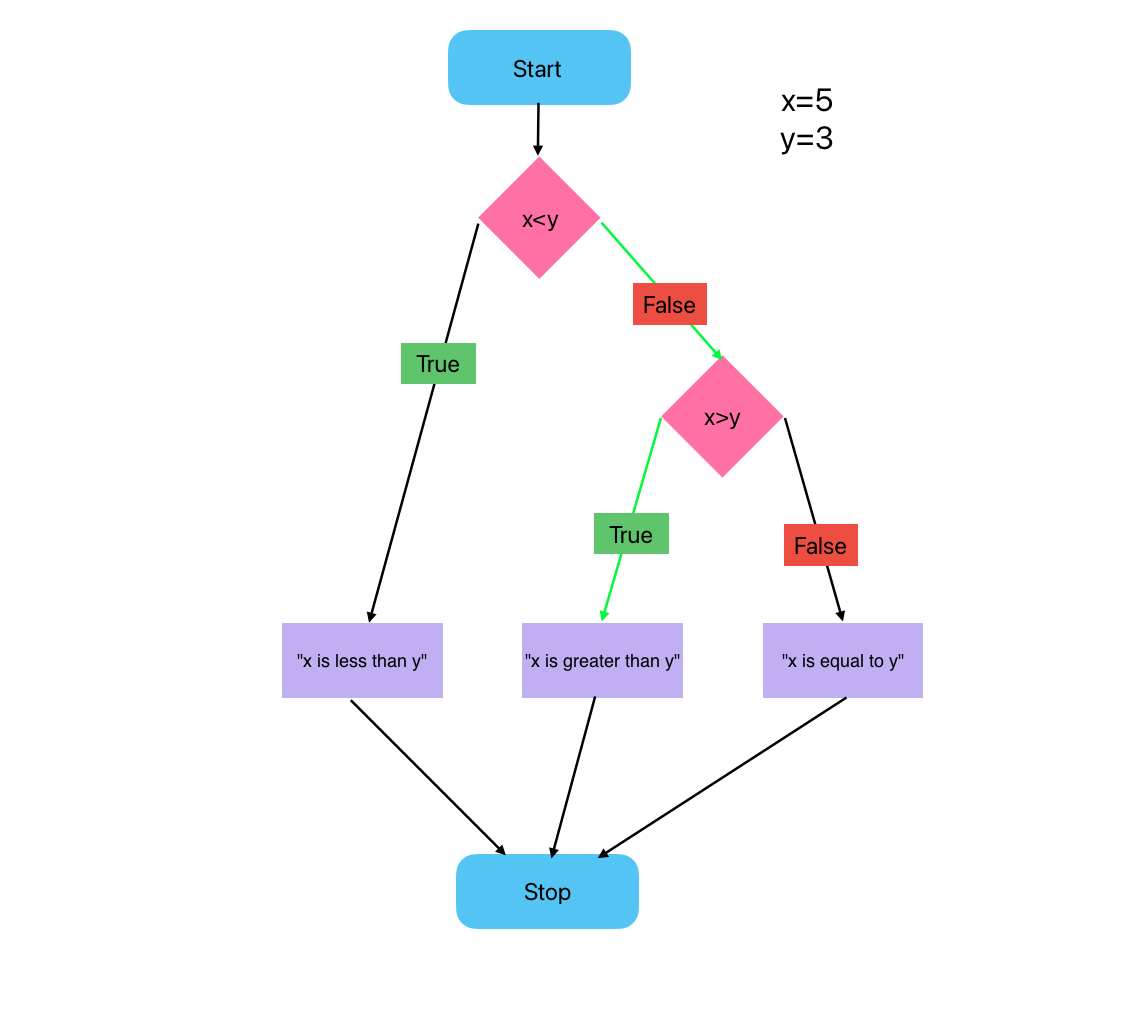 Start
x=5
y=3
x<y
False
True
x>y
True
False
"x is less than y"
"x is greater than y"
"x is equal to y"
Stop